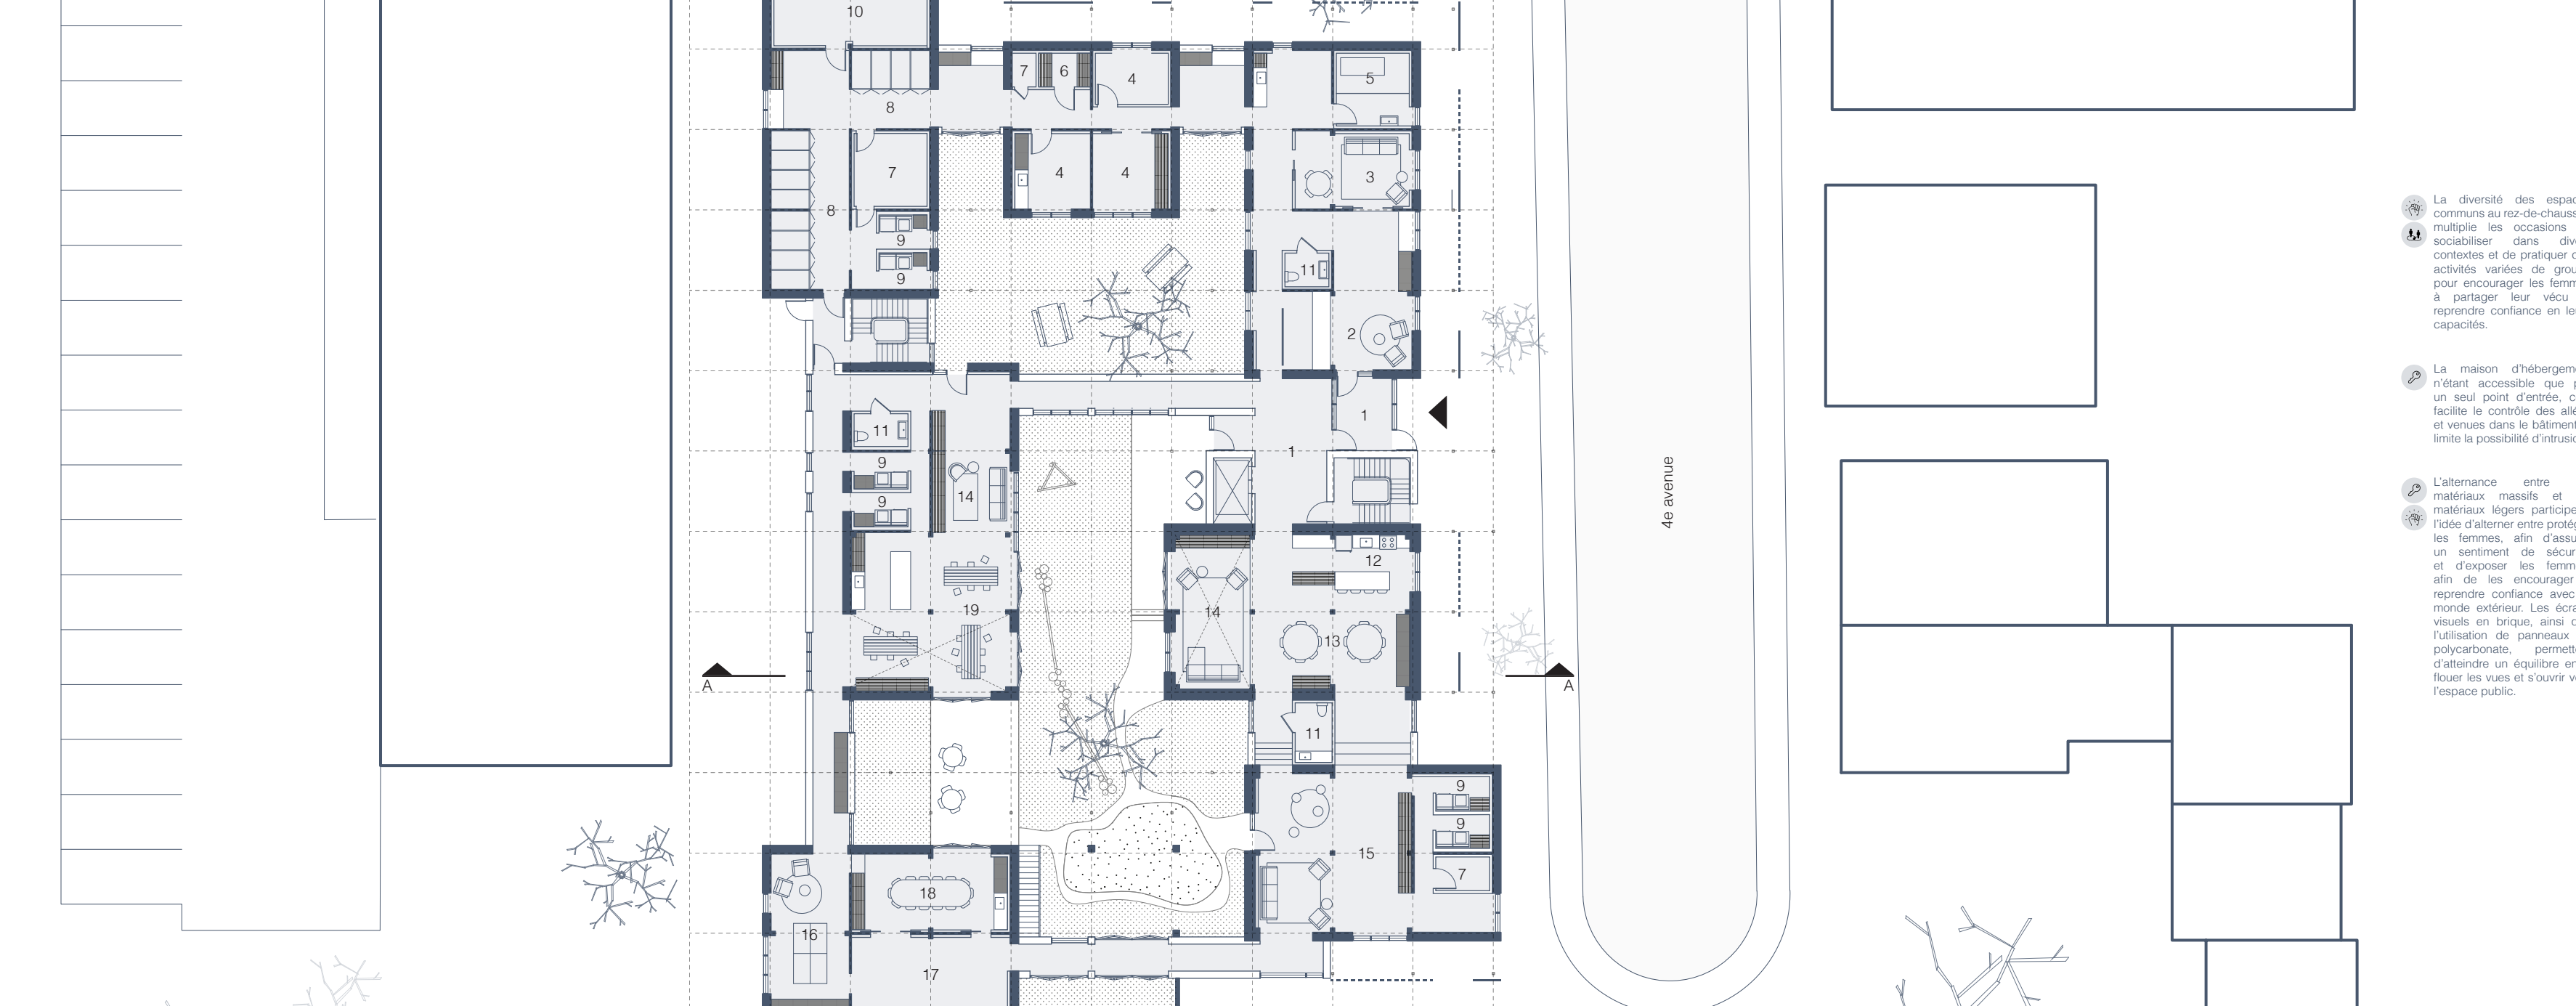 10
7
6
4
5
8
7
4
4
3
8
9
9
11
2
1
11
1
9
14
9
4e avenue
12
19
14
13
A
A
11
9
9
15
7
18
16
17
La diversité des espac
communs au rez-de-chauss
multiplie les occasions
sociabiliser dans div
contextes et de pratiquer d
activités variées de grou
pour encourager les femm
à partager leur vécu
reprendre confiance en le
capacités.
La maison d'hébergem
n'étant accessible que p
un seul point d'entrée, c
facilite le contrôle des allé
et venues dans le bâtiment
limite la possibilité d'intrusi
L'alternance entre
matériaux massifs et
matériaux légers participe
l'idée d'alterner entre protég
les femmes, afin d'assu
un sentiment de sécur
et d'exposer les femm
afin de les encourager
reprendre confiance avec
monde extérieur. Les écra
visuels en brique, ainsi q
l'utilisation de panneaux
polycarbonate, permett
d'atteindre un équilibre en
flouer les vues et s'ouvrir v
l'espace public.